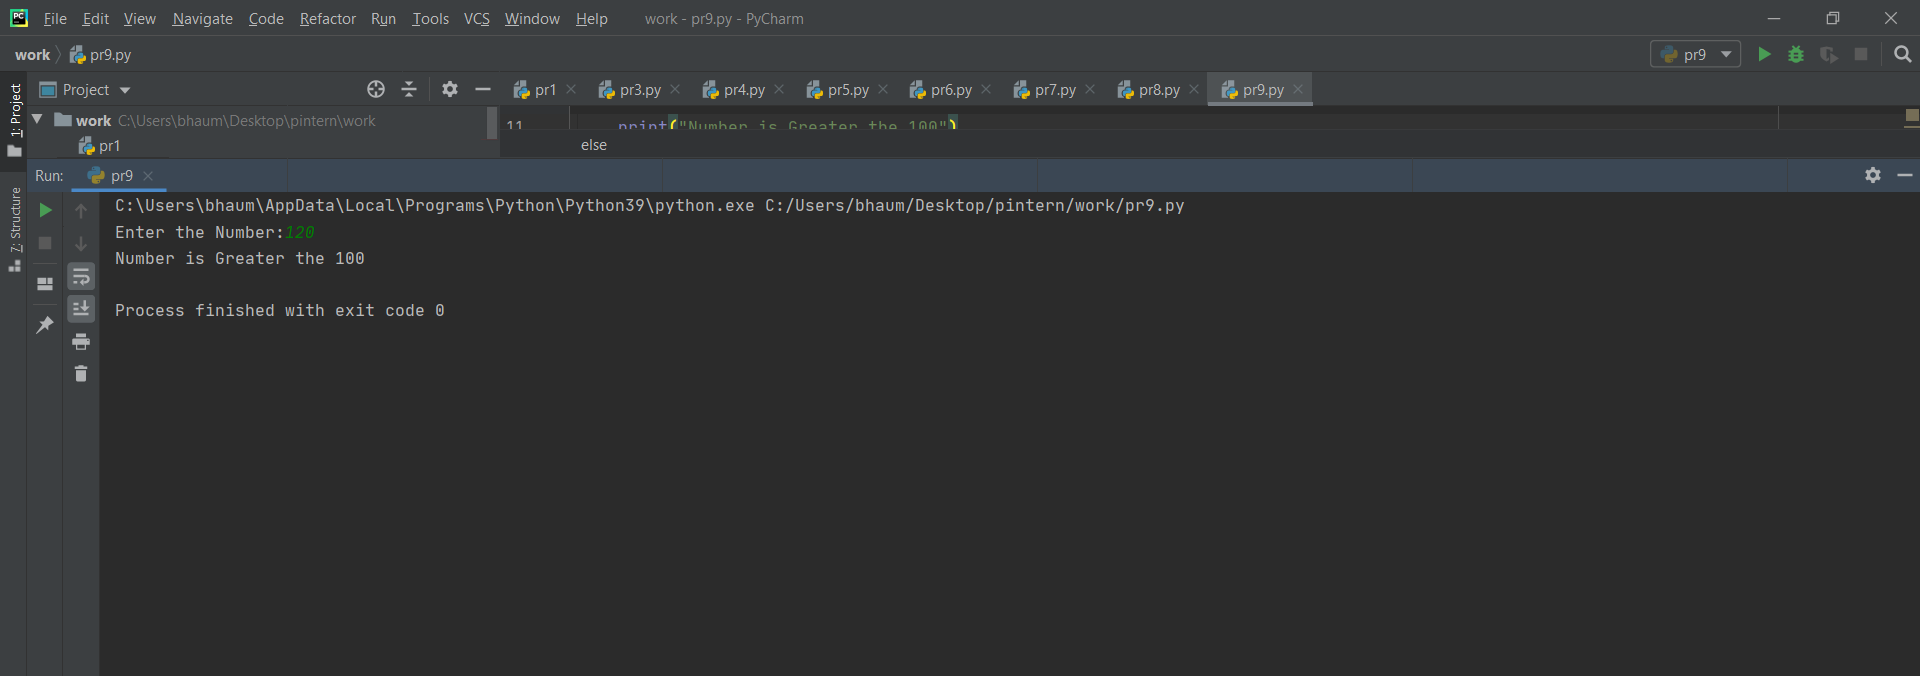 File Edit View Navigate Code Refactor Run Tools VCS Window Help work - pr9.py - PyCharm
work pr9.py pr9
1: Project
Project pr1 pr3.py pr4.py pr5.py pr6.py pr7.py pr8.py pr9.py
work C:\Users\bhaum\Desktop\pintern\work
11 print("Number is Greater the 100")
pr1
else
Run: pr9
7: Structure
C:\Users\bhaum\AppData\Local\Programs\Python\Python39\python.exe C:/Users/bhaum/Desktop/pintern/work/pr9.py
Enter the Number:120
Number is Greater the 100
Process finished with exit code 0